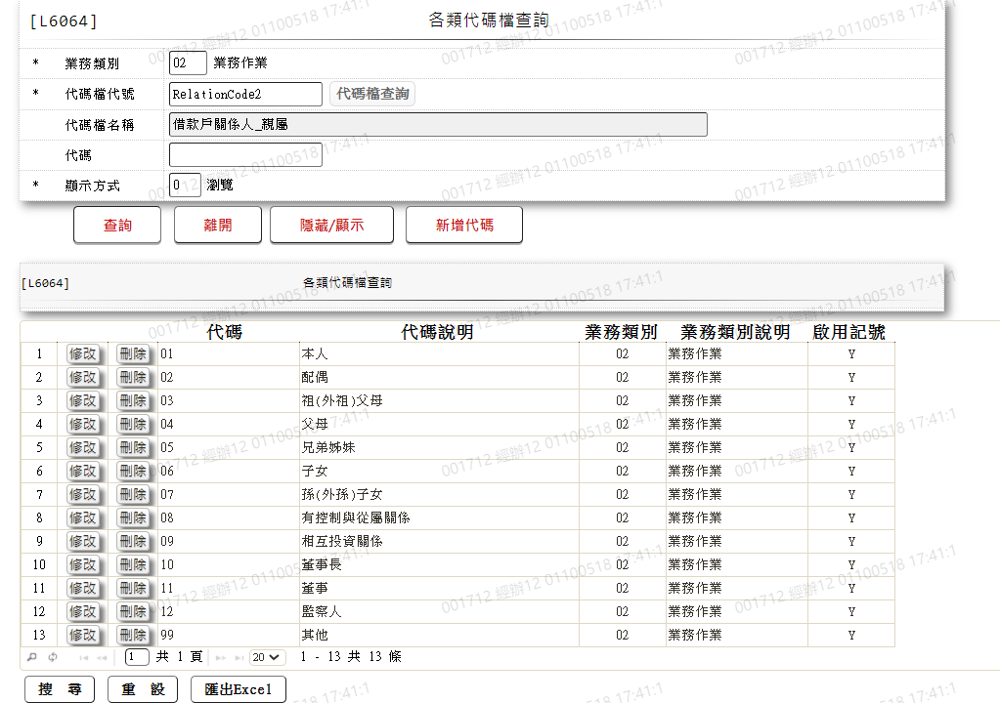 [L6064] 各類代碼檔查詢
* 業務類別 02 業務作業
* 代碼檔代號 RelationCode2 代碼檔查詢
代碼檔名稱 借款戶關係人_親屬
代碼
* 顯示方式 0 瀏覽
查詢 離開 隱藏/顯示 新增代碼
[L6064] 各類代碼檔查詢
代碼 代碼說明 業務類別 業務類別說明 啟用記號
1 修改 刪除 01 本人 02 業務作業 Y
2 修改 刪除 02 配偶 02 業務作業 Y
3 修改 刪除 03 祖(外祖)父母 02 業務作業 Y
4 修改 刪除 04 父母 02 業務作業 Y
5 修改 刪除 05 兄弟姊妹 02 業務作業 Y
6 修改 刪除 06 子女 02 業務作業 Y
7 修改 刪除 07 孫(外孫)子女 02 業務作業 Y
8 修改 刪除 08 有控制與從屬關係 02 業務作業 Y
9 修改 刪除 09 相互投資關係 02 業務作業 Y
10 修改 刪除 10 董事長 02 業務作業 Y
11 修改 刪除 11 董事 02 業務作業 Y
12 修改 刪除 12 監察人 02 業務作業 Y
13 修改 刪除 99 其他 02 業務作業 Y
1 共 1 頁 20 1 - 13 共 13 條
搜 尋 重 設 匯出Excel
001712 經辦12 01100518 17:41:1